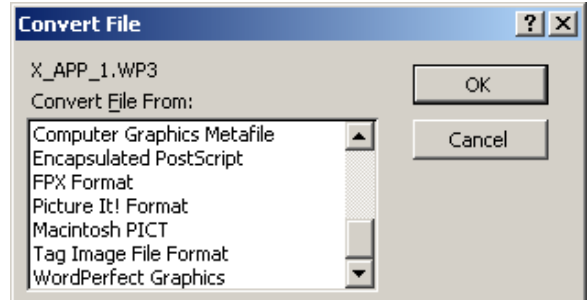 Convert File
X_APP_1.WP3
Convert File From:
OK
Cancel
Computer Graphics Metafile
Encapsulated PostScript
FPX Format
Picture It! Format
Macintosh PICT
Tag Image File Format
WordPerfect Graphics